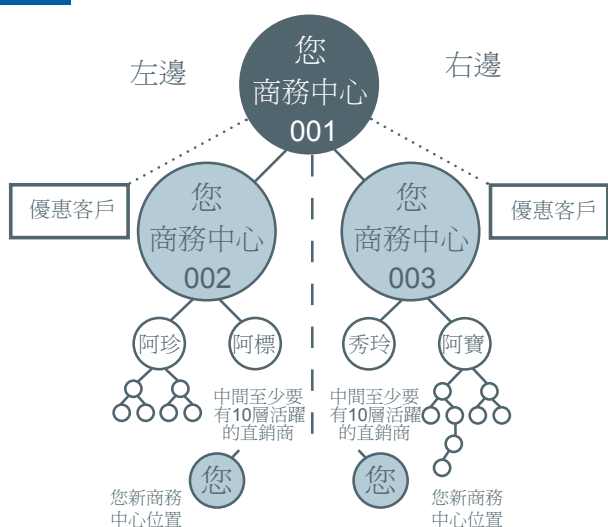 您
商務中心
001
左邊
右邊
優惠客戶
您
商務中心
002
您
商務中心
003
優惠客戶
阿珍
阿標
秀玲
阿寶
中間至少要
有10層活躍
的直銷商
中間至少要
有10層活躍
的直銷商
您
您
您新商務
中心位置
您新商務
中心位置